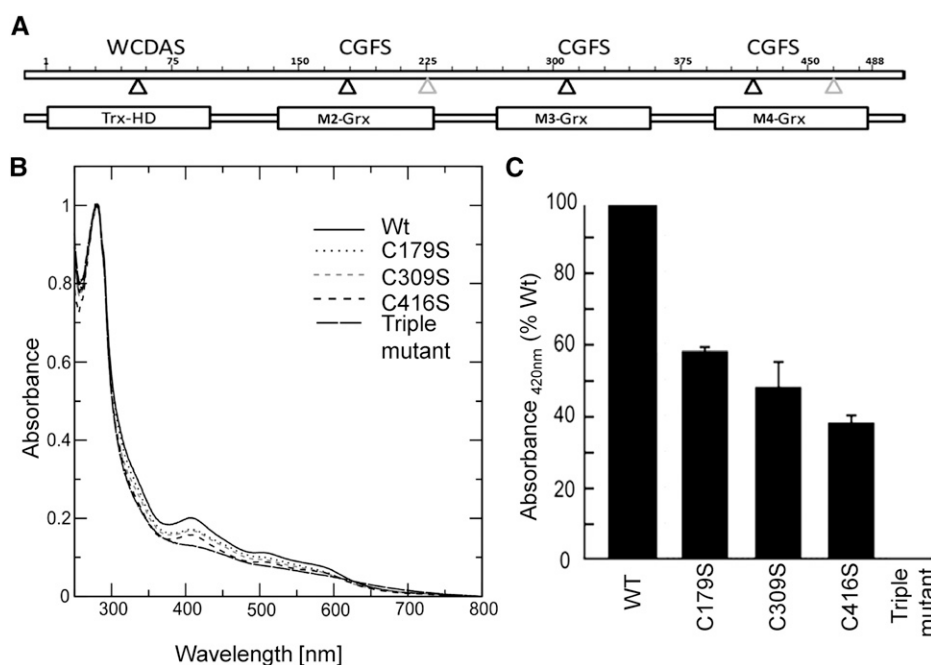 A
WCDAS CGFS CGFS CGFS
1 75 150 225 300 375 450 488
Trx-HD M2-Grx M3-Grx M4-Grx
B
1
0.8
0.6
0.4
0.2
0
Absorbance
Wt
C179S
C309S
C416S
Triple
mutant
300 400 500 600 700 800
Wavelength [nm]
C
100
80
60
40
20
0
Absorbance 420nm (% Wt)
WT
C179S
C309S
C416S
Triple
mutant